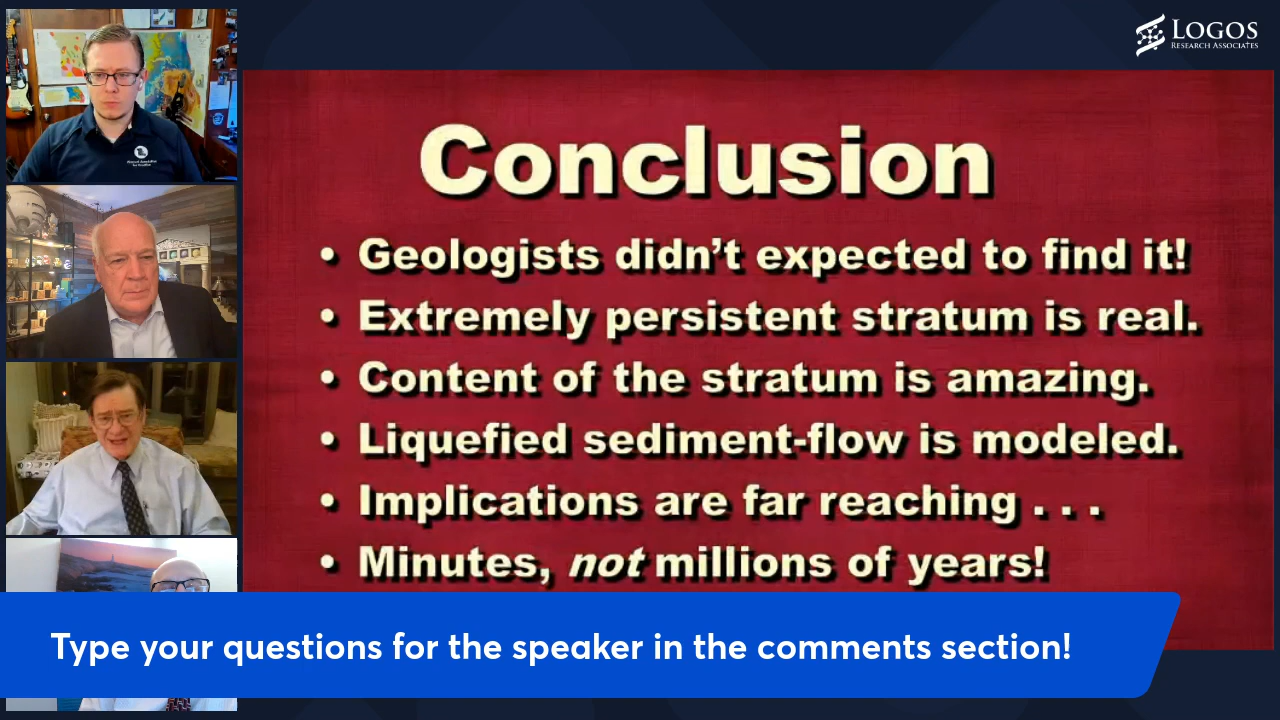 LOGOS
RESEARCH ASSOCIATES
Conclusion
• Geologists didn’t expected to find it!
• Extremely persistent stratum is real.
• Content of the stratum is amazing.
• Liquefied sediment-flow is modeled.
• Implications are far reaching . . .
• Minutes, not millions of years!
Type your questions for the speaker in the comments section!